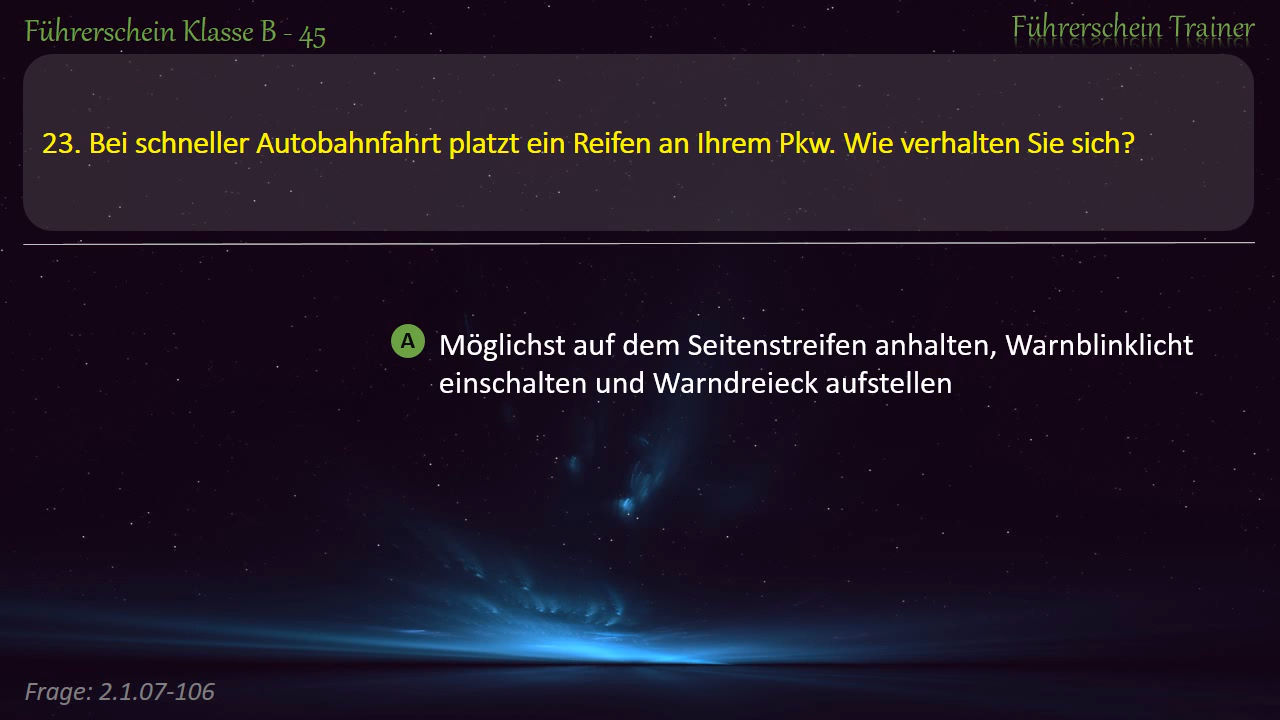 Führerschein Klasse B - 45
Führerschein Trainer
23. Bei schneller Autobahnfahrt platzt ein Reifen an Ihrem Pkw. Wie verhalten Sie sich?
A Möglichst auf dem Seitenstreifen anhalten, Warnblinklicht
einschalten und Warndreieck aufstellen
Frage: 2.1.07-106